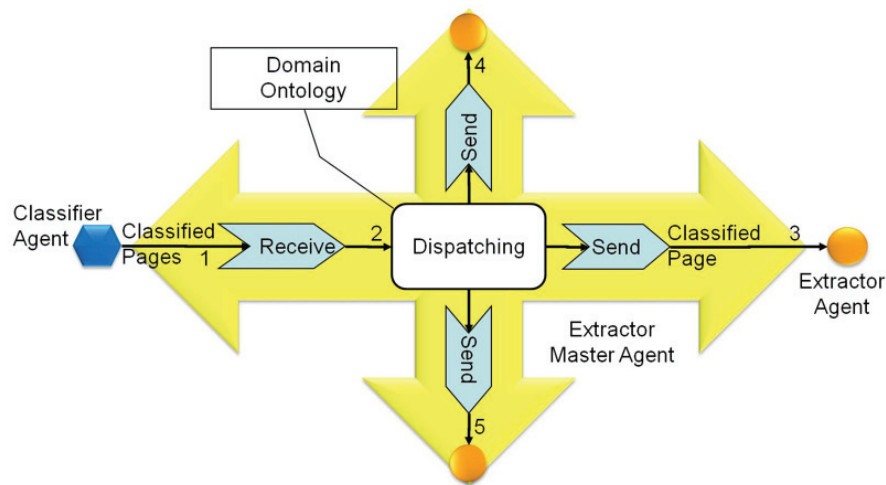 Domain
Ontology
4
Send
Classifier
Agent
Classified
Pages
1
Receive
2
Dispatching
Send
Classified
Page
3
Extractor
Agent
Extractor
Master Agent
Send
5